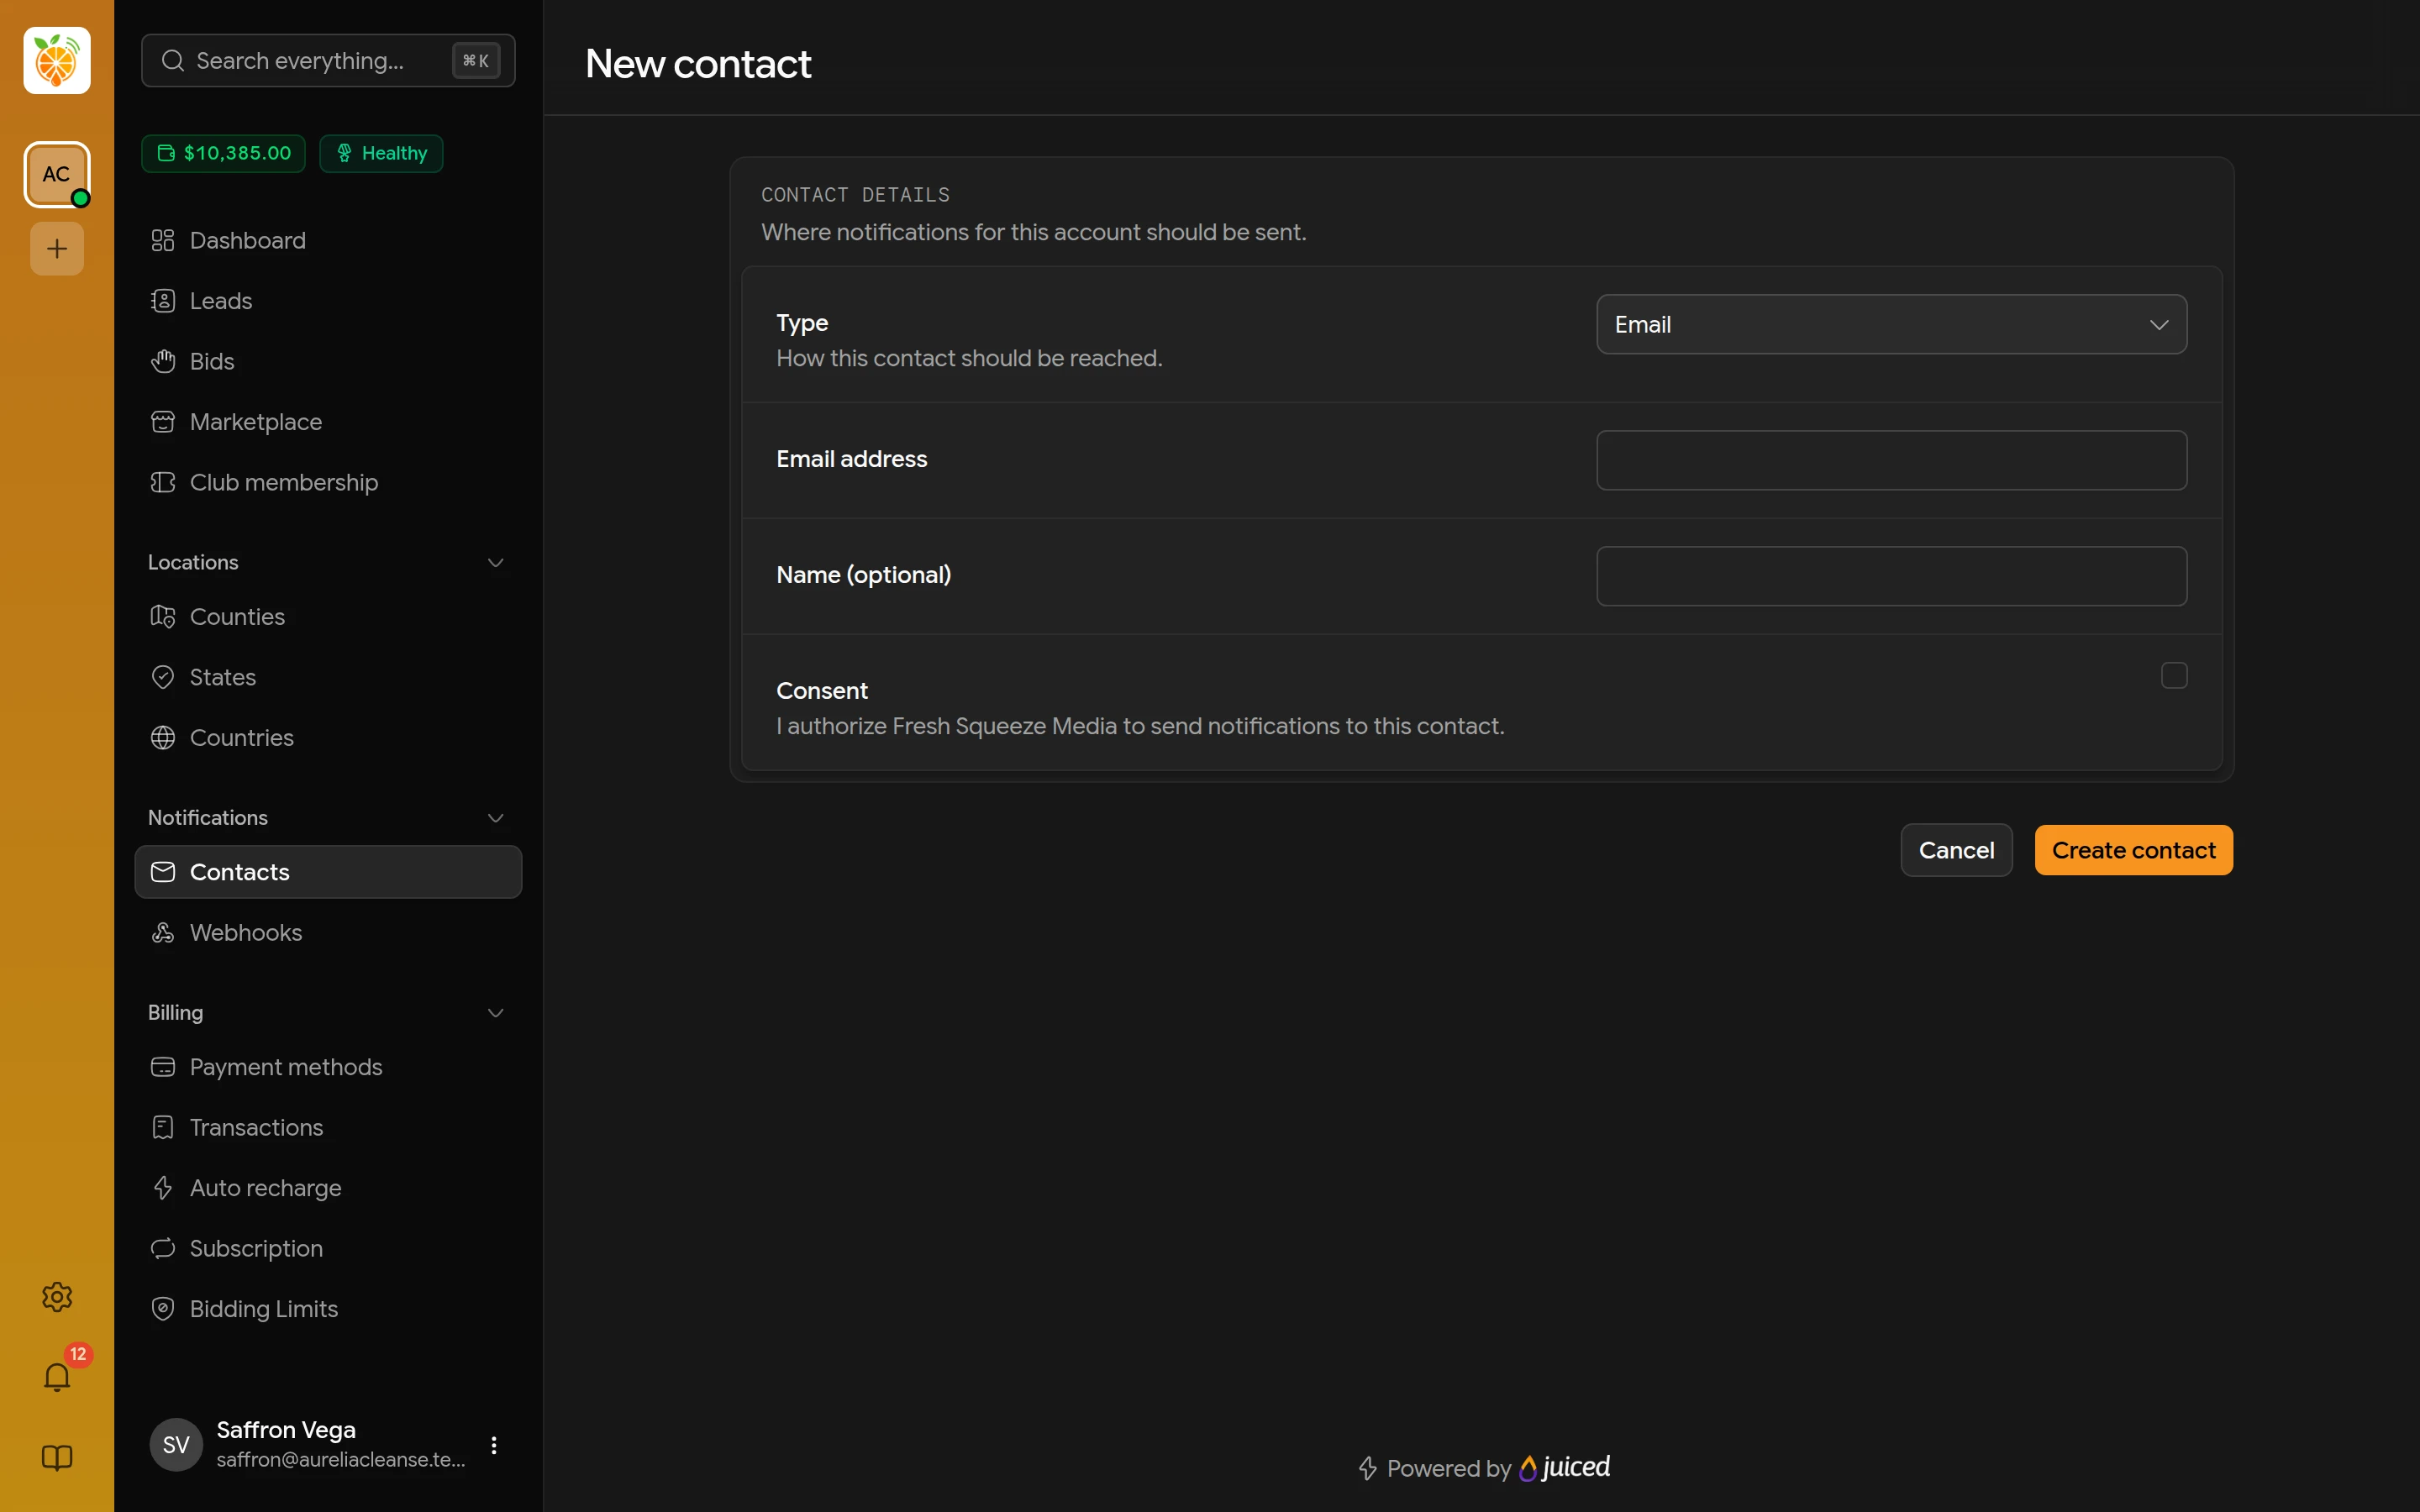 Search everything...
⌘K
New contact
AC
$10,385.00
Healthy
Dashboard
Leads
Bids
Marketplace
Club membership
Locations
Counties
States
Countries
Notifications
Contacts
Webhooks
Billing
Payment methods
Transactions
Auto recharge
Subscription
Bidding Limits
12
SV
Saffron Vega
saffron@aureliacleanse.te...
CONTACT DETAILS
Where notifications for this account should be sent.
Type
How this contact should be reached.
Email
Email address
Name (optional)
Consent
I authorize Fresh Squeeze Media to send notifications to this contact.
Cancel
Create contact
Powered by juiced